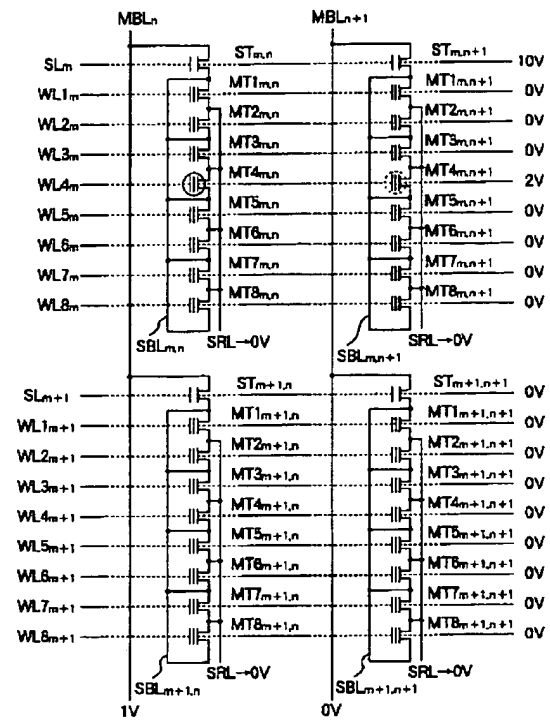 MBLn MBLn+1
SLm STm,n STm,n+1 10V
WL1m MT1m,n MT1m,n+1 0V
WL2m MT2m,n MT2m,n+1 0V
WL3m MT3m,n MT3m,n+1 0V
WL4m MT4m,n MT4m,n+1 2V
WL5m MT5m,n MT5m,n+1 0V
WL6m MT6m,n MT6m,n+1 0V
WL7m MT7m,n MT7m,n+1 0V
WL8m MT8m,n MT8m,n+1 0V
SBLm,n SRL→0V SBLm,n+1 SRL→0V
SLm+1 STm+1,n STm+1,n+1 0V
WL1m+1 MT1m+1,n MT1m+1,n+1 0V
WL2m+1 MT2m+1,n MT2m+1,n+1 0V
WL3m+1 MT3m+1,n MT3m+1,n+1 0V
WL4m+1 MT4m+1,n MT4m+1,n+1 0V
WL5m+1 MT5m+1,n MT5m+1,n+1 0V
WL6m+1 MT6m+1,n MT6m+1,n+1 0V
WL7m+1 MT7m+1,n MT7m+1,n+1 0V
WL8m+1 MT8m+1,n MT8m+1,n+1 0V
SBLm+1,n SRL→0V SBLm+1,n+1 SRL→0V
1V 0V